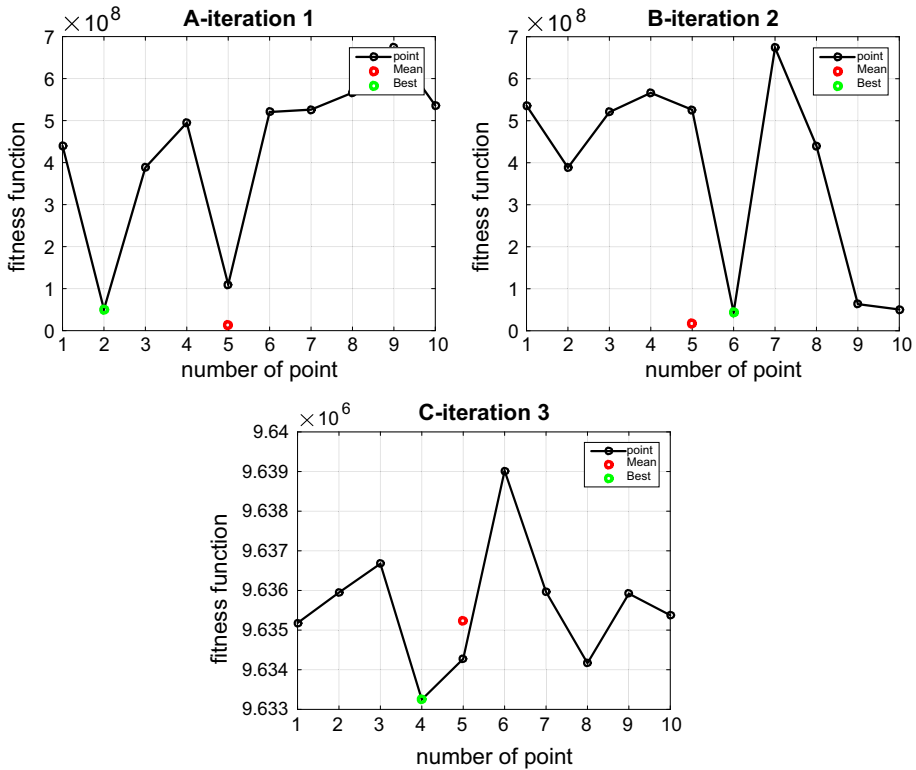 A-iteration 1
×10^8
7
6
5
4
3
2
1
0
fitness function
1 2 3 4 5 6 7 8 9 10
number of point
point
Mean
Best
B-iteration 2
×10^8
7
6
5
4
3
2
1
0
fitness function
1 2 3 4 5 6 7 8 9 10
number of point
point
Mean
Best
C-iteration 3
×10^6
9.64
9.639
9.638
9.637
9.636
9.635
9.634
9.633
fitness function
1 2 3 4 5 6 7 8 9 10
number of point
point
Mean
Best